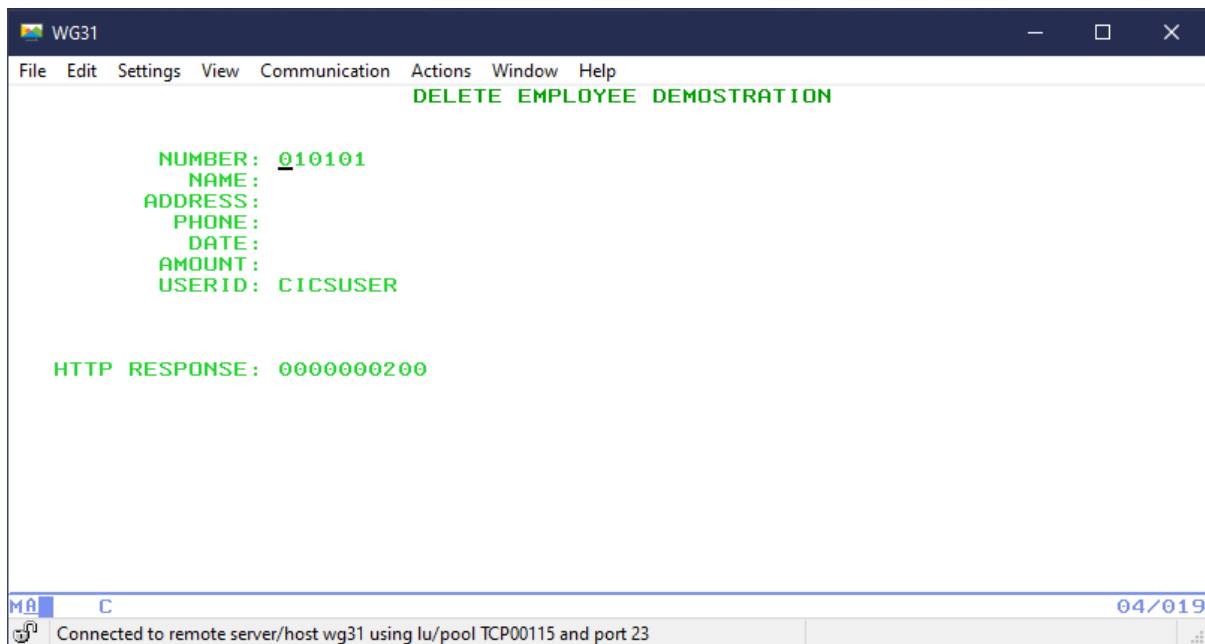 WG31
File Edit Settings View Communication Actions Window Help
DELETE EMPLOYEE DEMOSTRATION
NUMBER: 010101
NAME:
ADDRESS:
PHONE:
DATE:
AMOUNT:
USERID: CICSUSER
HTTP RESPONSE: 0000000200
MA C 04/019
Connected to remote server/host wg31 using lu/pool TCP00115 and port 23